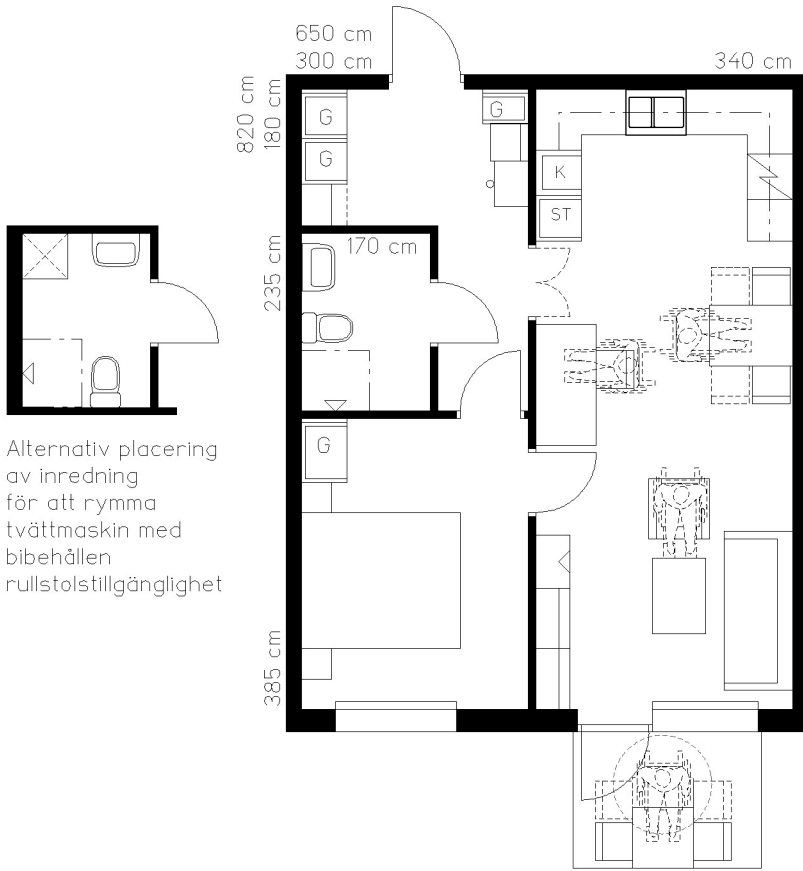 650 cm
300 cm
340 cm
820 cm
180 cm
G
G
G
K
ST
235 cm
170 cm
G
385 cm
Alternativ placering
av inredning
för att rymma
tvättmaskin med
bibehållen
rullstolstillgänglighet